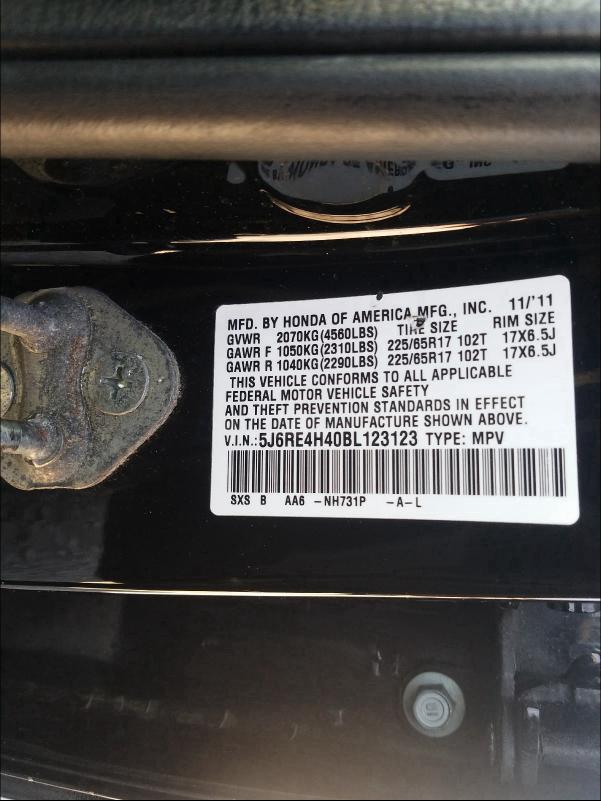 MFD. BY HONDA OF AMERICA MFG., INC. 11/'11
GVWR 2070KG(4560LBS) TIRE SIZE RIM SIZE
GAWR F 1050KG(2310LBS) 225/65R17 102T 17X6.5J
GAWR R 1040KG(2290LBS) 225/65R17 102T 17X6.5J
THIS VEHICLE CONFORMS TO ALL APPLICABLE
FEDERAL MOTOR VEHICLE SAFETY
AND THEFT PREVENTION STANDARDS IN EFFECT
ON THE DATE OF MANUFACTURE SHOWN ABOVE.
V.I.N.:5J6RE4H40BL123123 TYPE: MPV
SXS B AA6 -NH731P -A-L